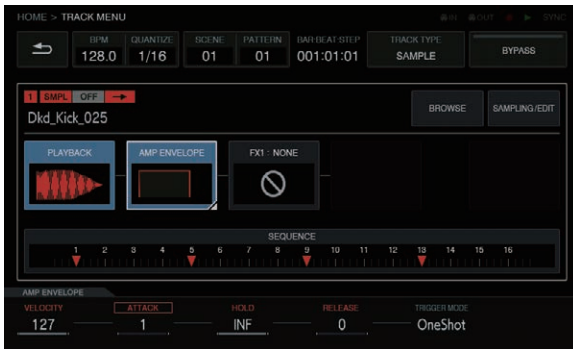 HOME > TRACK MENU
IN OUT SYNC
BPM QUANTIZE SCENE PATTERN BAR:BEAT:STEP TRACK TYPE
128.0 1/16 01 01 001:01:01 SAMPLE BYPASS
1 SMPL OFF
Dkd_Kick_025
BROWSE SAMPLING/EDIT
PLAYBACK AMP ENVELOPE FX1 : NONE
SEQUENCE
1 2 3 4 5 6 7 8 9 10 11 12 13 14 15 16
AMP ENVELOPE
VELOCITY ATTACK HOLD RELEASE TRIGGER MODE
127 1 INF 0 OneShot